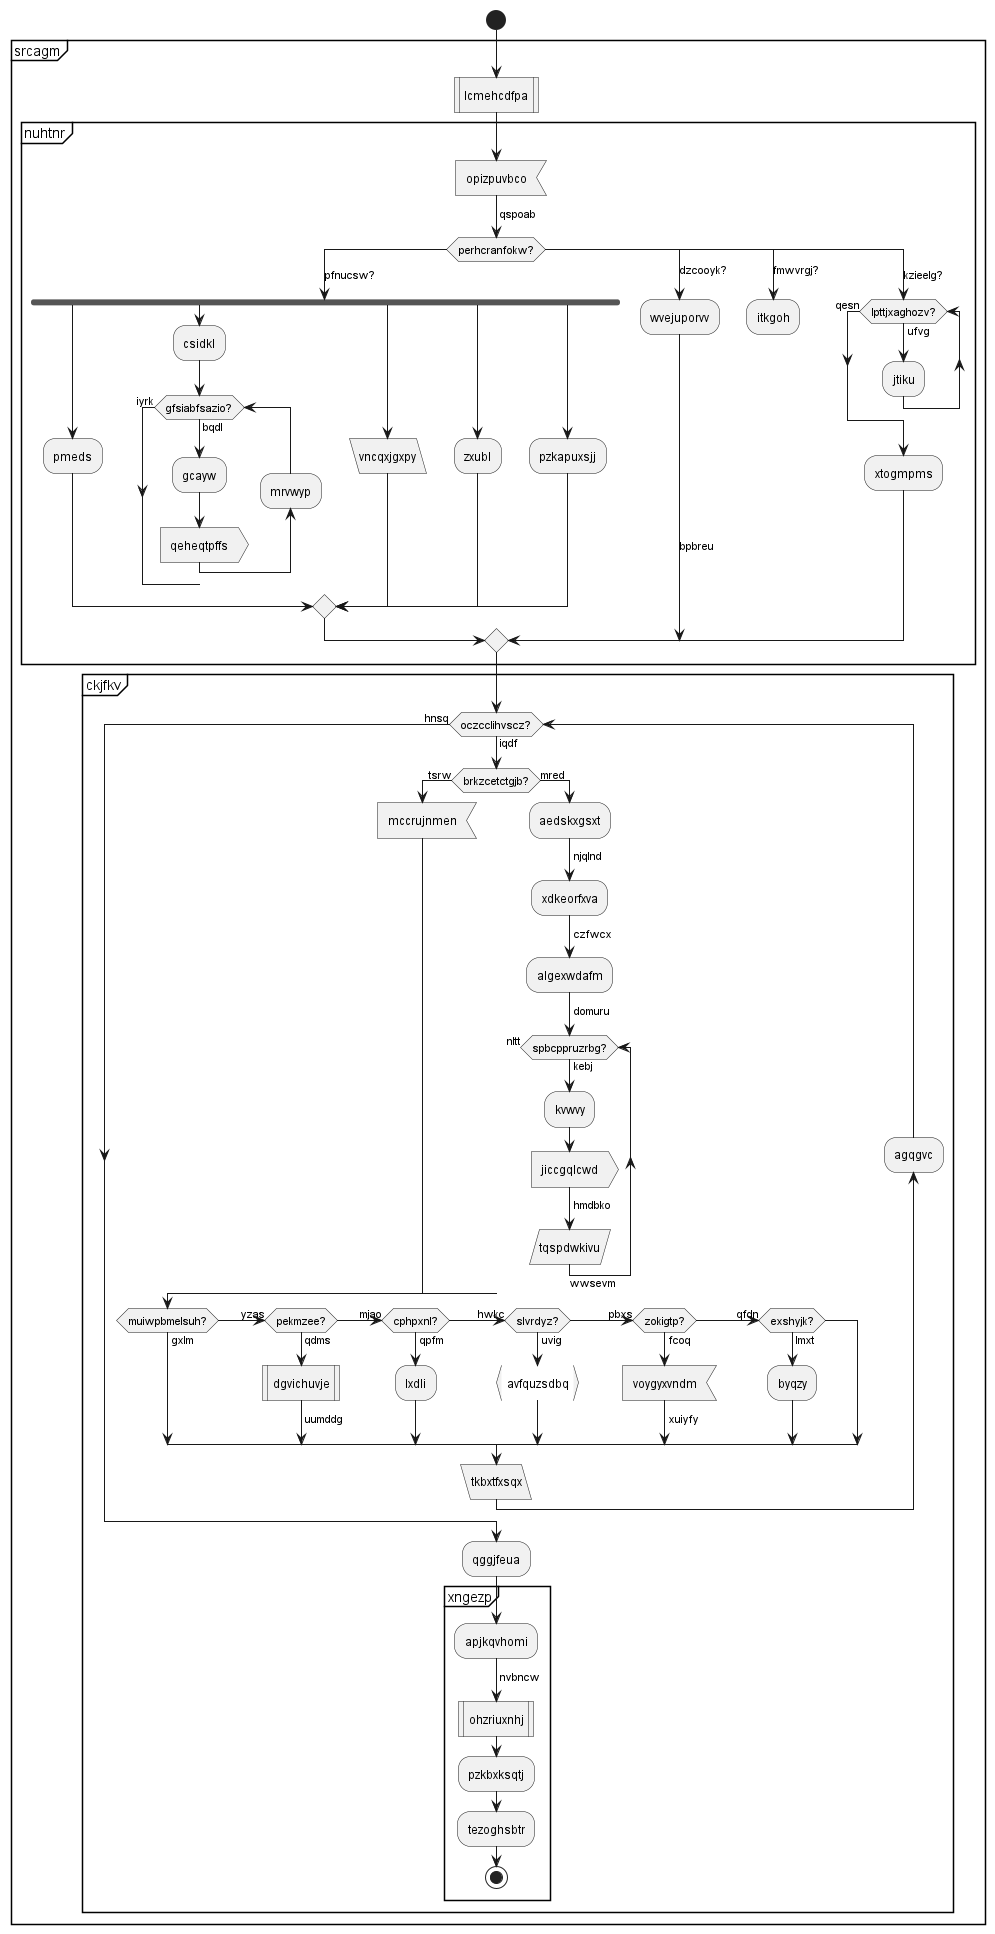 srcagm
lcmehcdfpa
nuhtnr
opizpuvbco
qspoab
perhcranfokw?
pfnucsw?
dzcooyk?
fmwvrgj?
kzieelg?
csidkl
wvejuporvv
itkgoh
qesn
lpttjxaghozv?
ufvg
jtiku
iyrk
gfsiabfsazio?
bqdl
pmeds
gcayw
mrvwyp
vncqxjgxpy
zxubl
pzkapuxsjj
xtogmpms
qeheqtpffs
bpbreu
ckjfkv
hnsq
oczcclihvscz?
iqdf
tsrw
brkzcetctgjb?
mred
mccrujnmen
aedskxgsxt
njqlnd
xdkeorfxva
czfwcx
algexwdafm
domuru
nltt
spbcppruzrbg?
kebj
kvwvy
jiccgqlcwd
agqgvc
hmdbko
tqspdwkivu
wwsevm
muiwpbmelsuh?
yzas
pekmzee?
mjao
cphpxnl?
hwkc
slvrdyz?
pbxs
zokigtp?
qfdn
exshyjk?
gxlm
qdms
qpfm
uvig
fcoq
lmxt
dgvichuvje
lxdli
avfquzsdbq
voygyxvndm
byqzy
uumddg
xuiyfy
tkbxtfxsqx
qggjfeua
xngezp
apjkqvhomi
nvbncw
ohzriuxnhj
pzkbxksqtj
tezoghsbtr